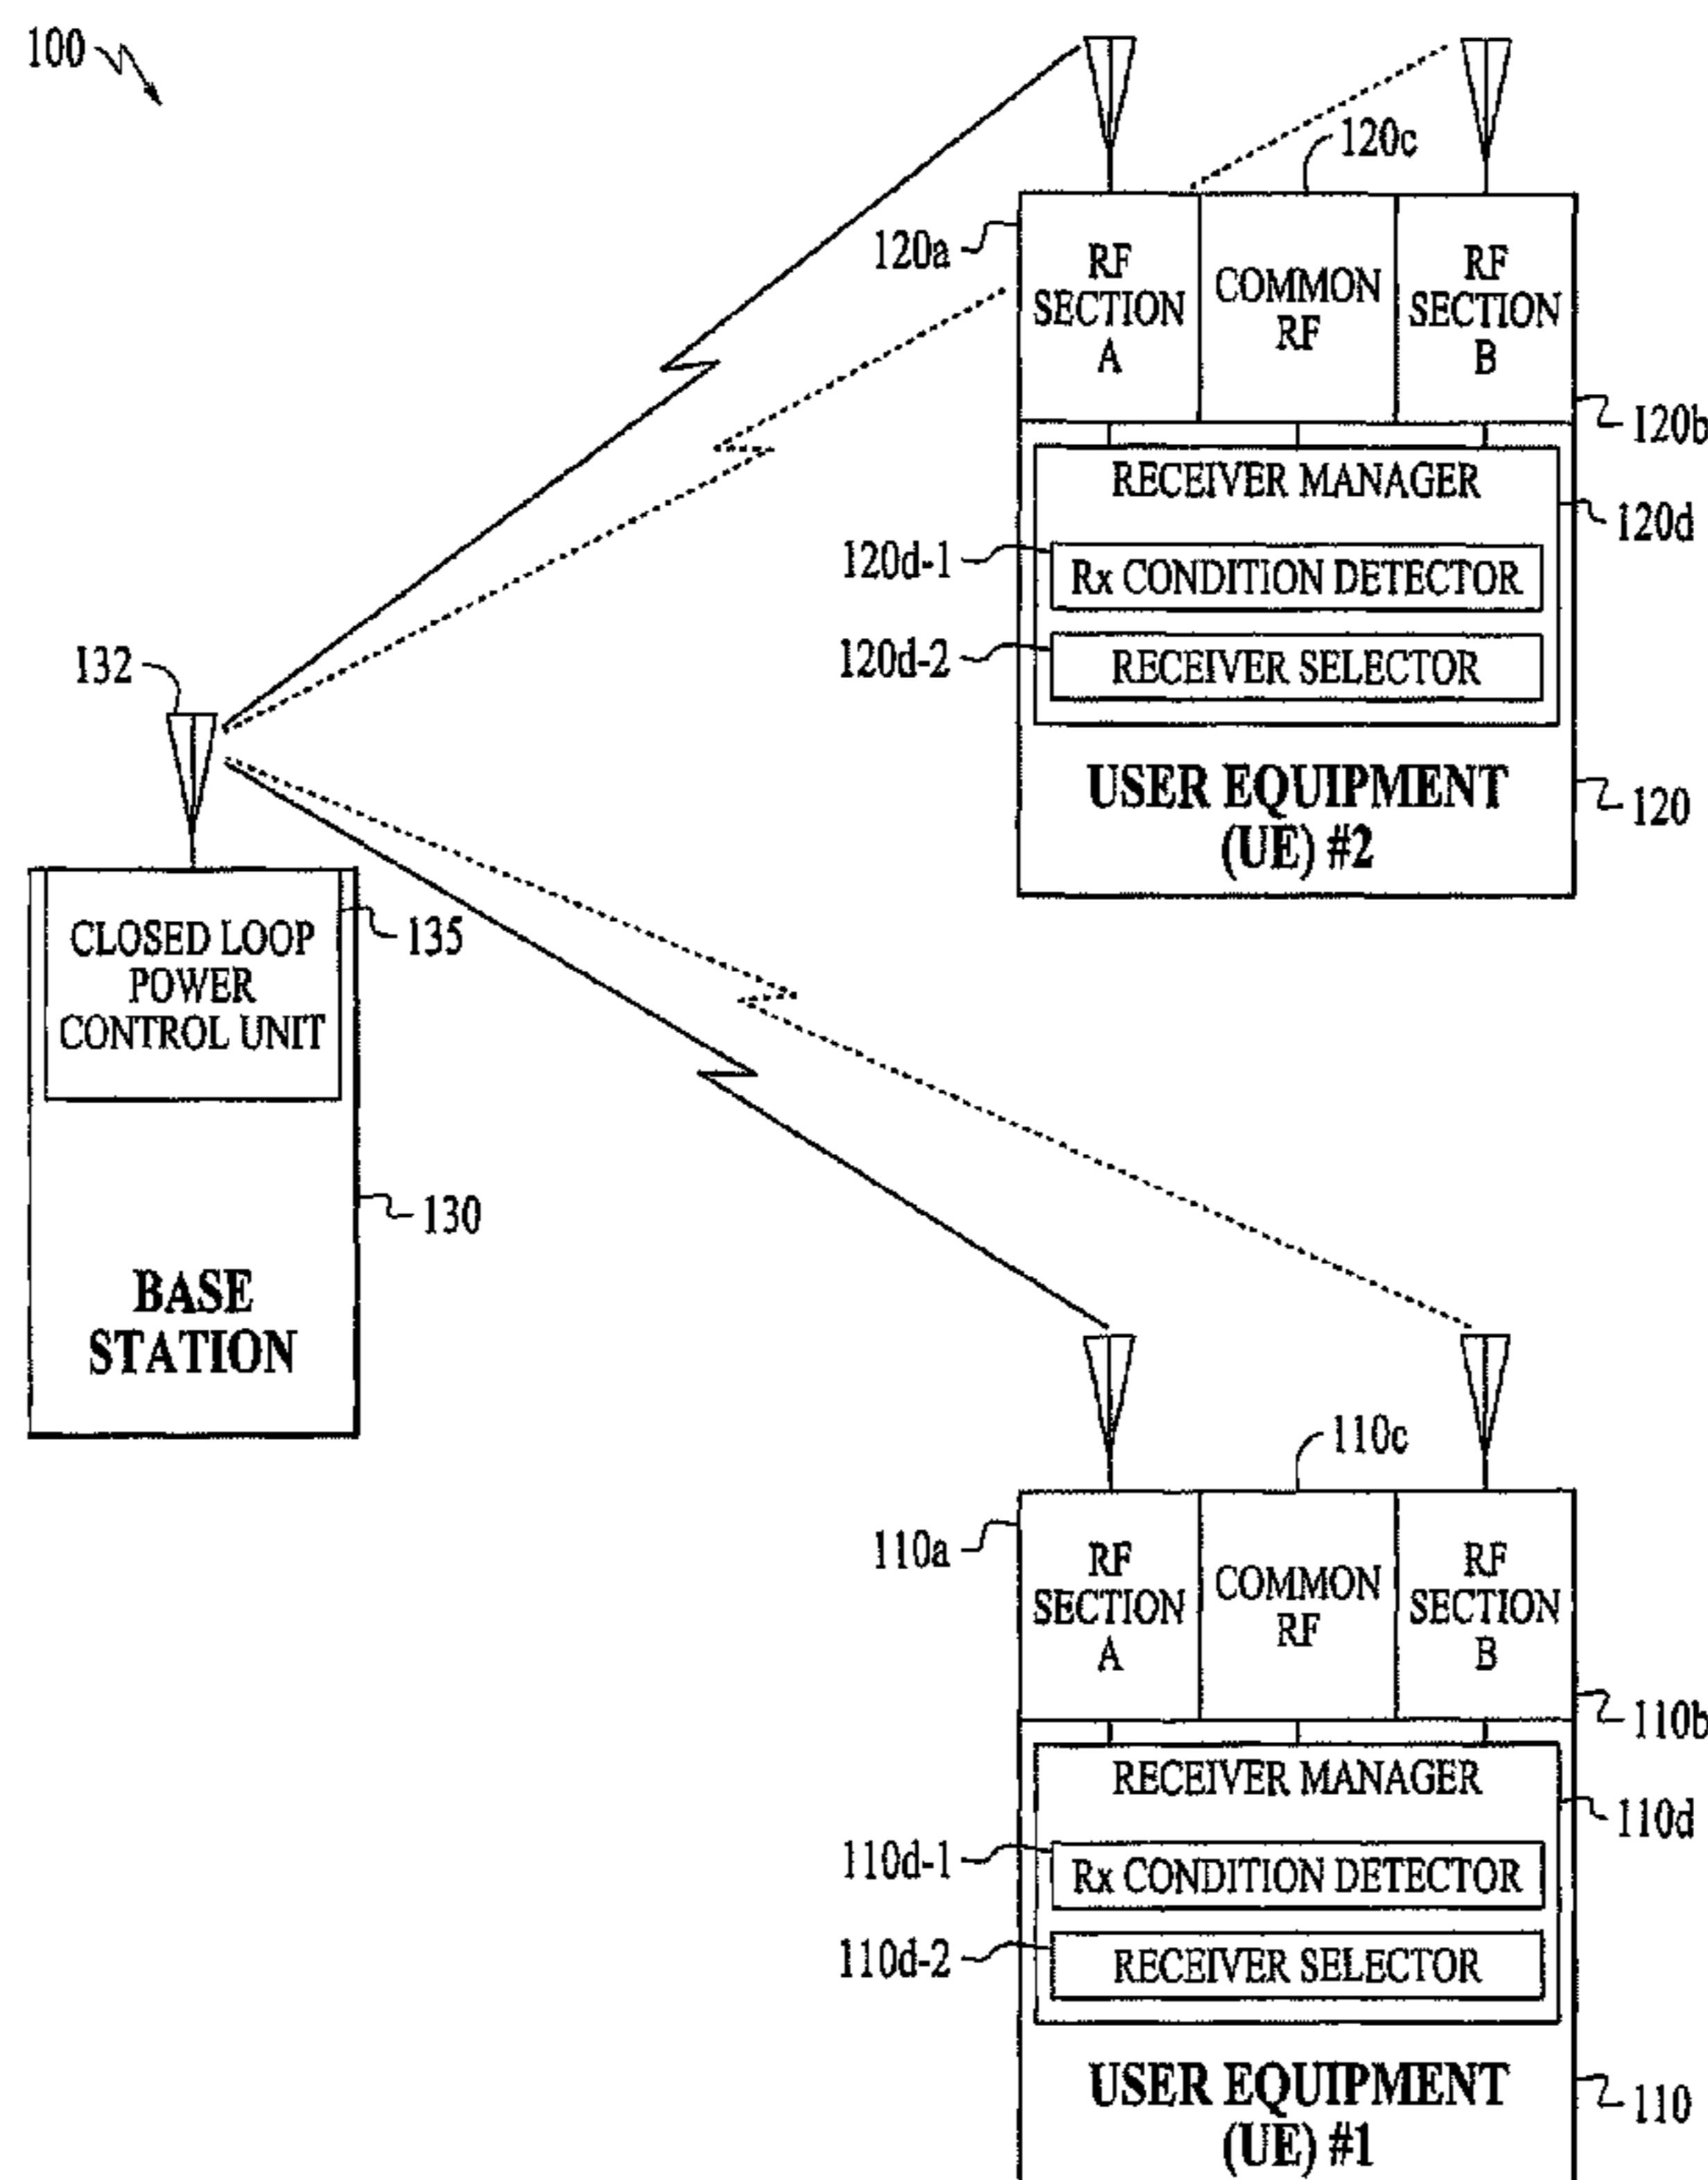 100
120c
120a
RF
SECTION
A
COMMON
RF
RF
SECTION
B
120b
RECEIVER MANAGER
120d
120d-1
Rx CONDITION DETECTOR
120d-2
RECEIVER SELECTOR
USER EQUIPMENT
(UE) #2
120
132
CLOSED LOOP
POWER
CONTROL UNIT
135
130
BASE
STATION
110c
110a
RF
SECTION
A
COMMON
RF
RF
SECTION
B
110b
RECEIVER MANAGER
110d
110d-1
Rx CONDITION DETECTOR
110d-2
RECEIVER SELECTOR
USER EQUIPMENT
(UE) #1
110